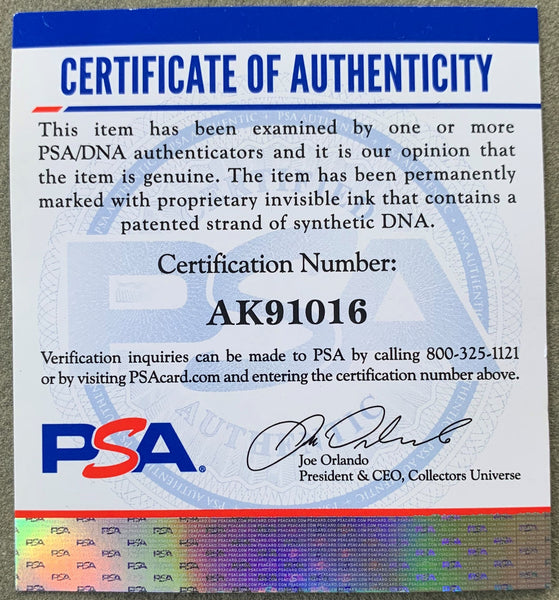 CERTIFICATE OF AUTHENTICITY
This item has been examined by one or more
PSA/DNA authenticators and it is our opinion that
the item is genuine. The item has been permanently
marked with proprietary invisible ink that contains a
patented strand of synthetic DNA.
Certification Number:
AK91016
Verification inquiries can be made to PSA by calling 800-325-1121
or by visiting PSAcard.com and entering the certification number above.
PSA®
Joe Orlando
President & CEO, Collectors Universe